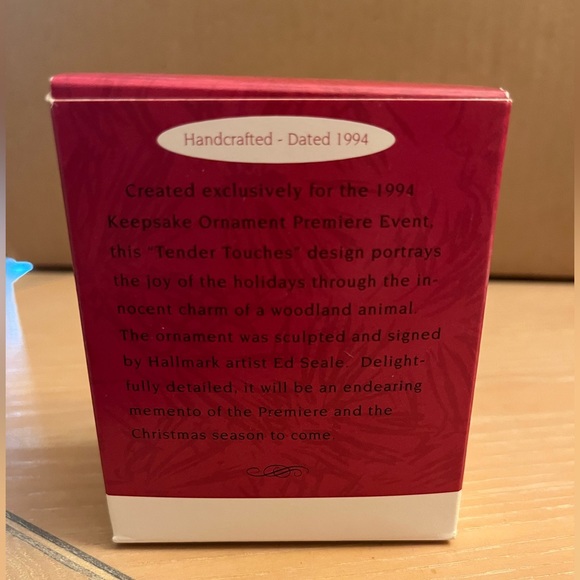 Handcrafted - Dated 1994
Created exclusively for the 1994
Keepsake Ornament Premiere Event,
this "Tender Touches" design portrays
the joy of the holidays through the in-
nocent charm of a woodland animal.
The ornament was sculpted and signed
by Hallmark artist Ed Seale. Delight-
fully detailed, it will be an endearing
memento of the Premiere and the
Christmas season to come.